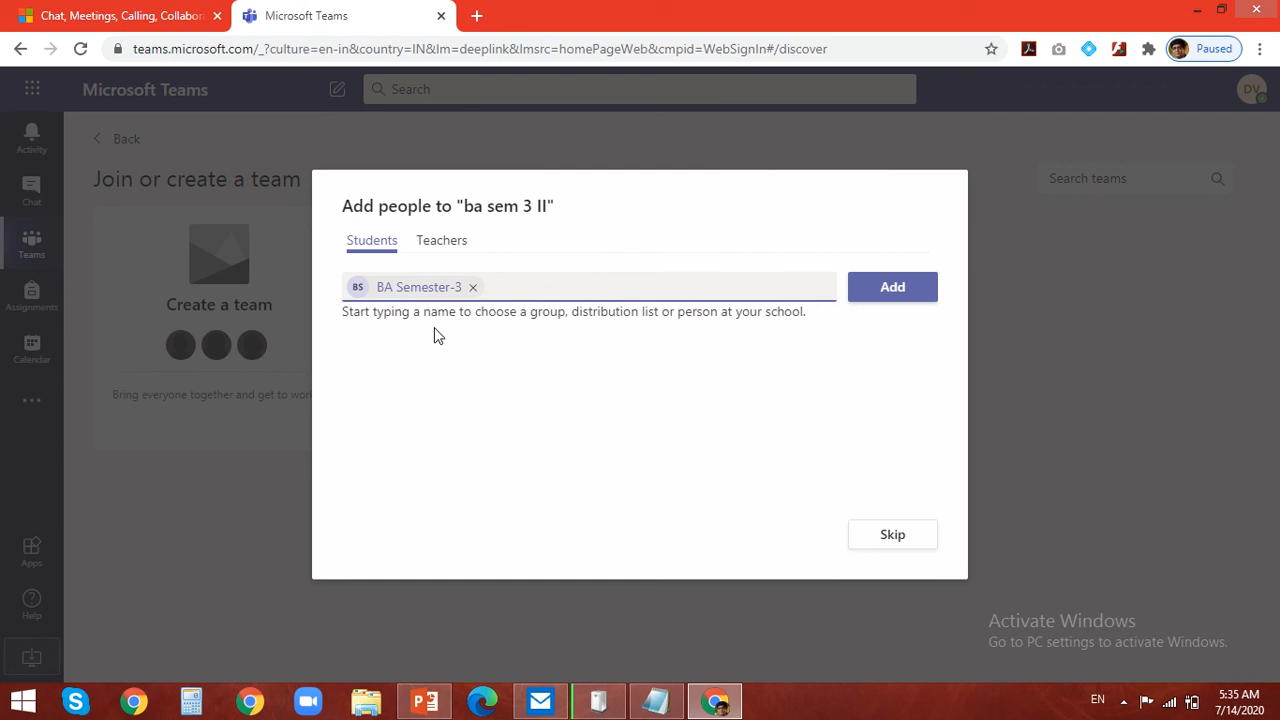 Chat, Meetings, Calling, Collabora
Microsoft Teams
teams.microsoft.com/_?culture=en-in&country=IN&lm=deeplink&lmsrc=homePageWeb&cmpid=WebSignIn#/discover
Paused
Microsoft Teams
Search
DV
Activity
Chat
Teams
Assignments
Calendar
Apps
Help
Back
Join or create a team
Search teams
Create a team
Bring everyone together and get to work
Add people to "ba sem 3 II"
Students
Teachers
BS
BA Semester-3
Add
Start typing a name to choose a group, distribution list or person at your school.
Skip
Activate Windows
Go to PC settings to activate Windows.
EN
5:35 AM
7/14/2020